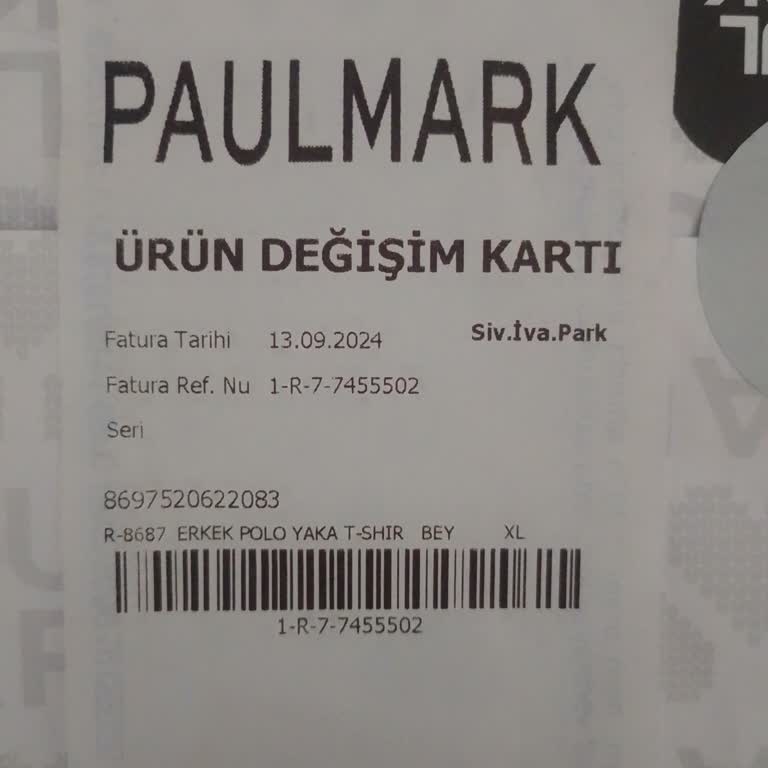 PAULMARK
ÜRÜN DEĞİŞİM KARTI
Fatura Tarihi 13.09.2024 Siv.İva.Park
Fatura Ref. Nu 1-R-7-7455502
Seri
8697520622083
R-8687 ERKEK POLO YAKA T-SHIR BEY XL
1-R-7-7455502